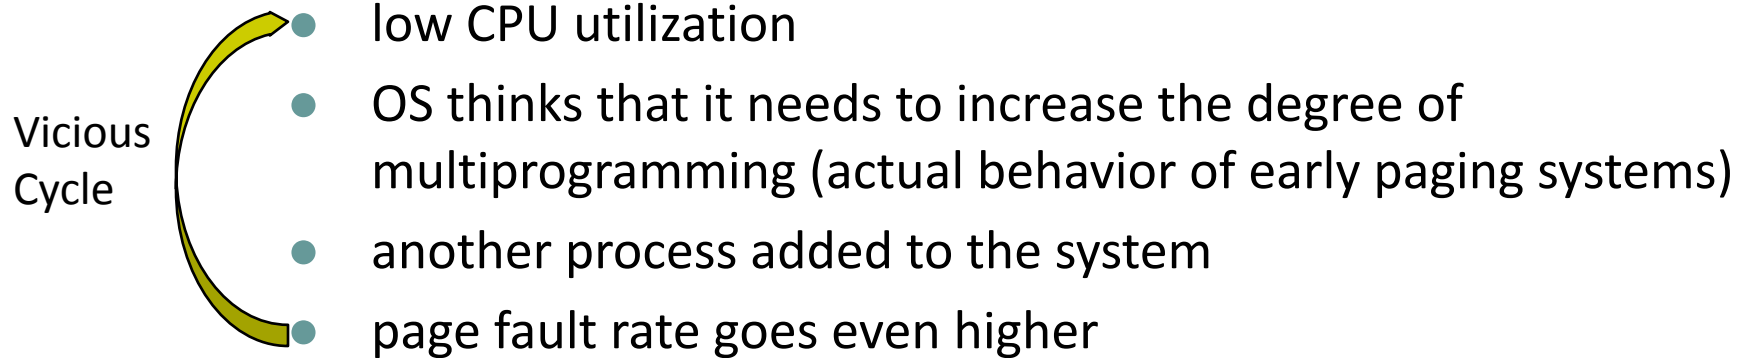 Vicious
Cycle
low CPU utilization
OS thinks that it needs to increase the degree of
multiprogramming (actual behavior of early paging systems)
another process added to the system
page fault rate goes even higher